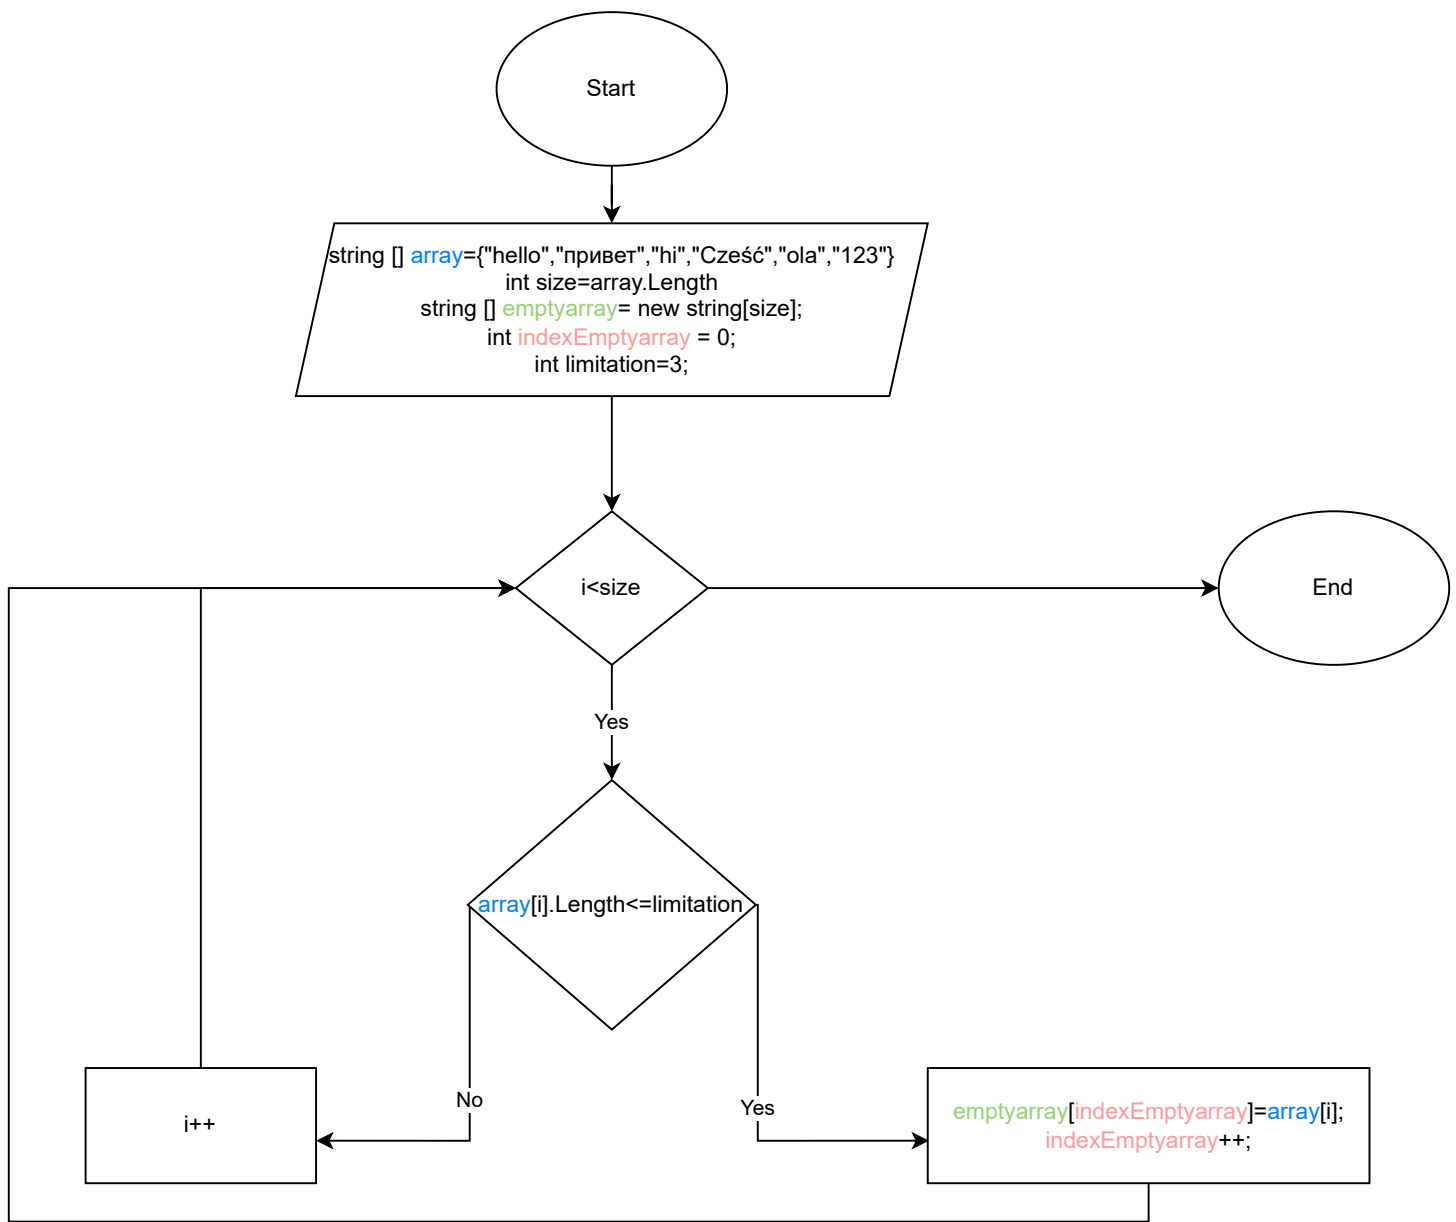 Start
string [] array={"hello","привет","hi","Cześć","ola","123"}
int size=array.Length
string [] emptyarray= new string[size];
int indexEmptyarray = 0;
int limitation=3;
i<size
End
Yes
array[i].Length<=limitation
No
Yes
i++
emptyarray[indexEmptyarray]=array[i];
indexEmptyarray++;